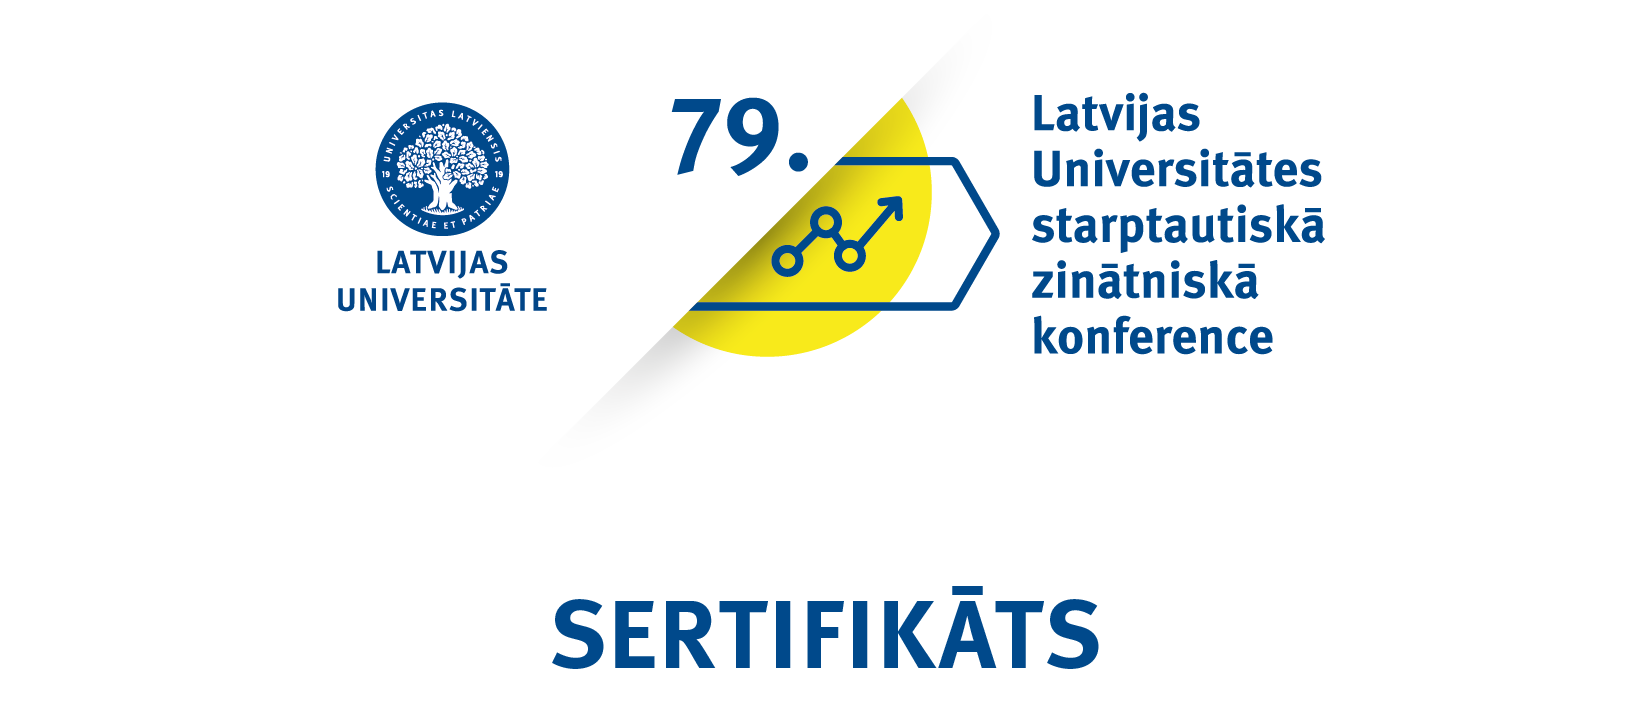 UNIVERSITAS LATVIENSIS
19 19
SCIENTIAE ET PATRIAE
LATVIJAS
UNIVERSITĀTE
79.
Latvijas
Universitātes
starptautiskā
zinātniskā
konference
SERTIFIKĀTS